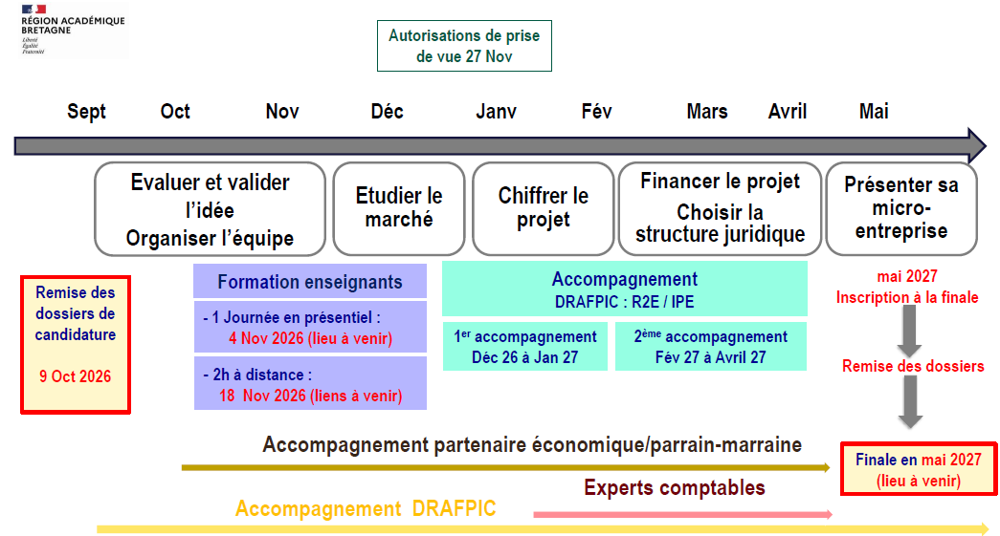 RÉGION ACADÉMIQUE
BRETAGNE
Liberté
Égalité
Fraternité
Autorisations de prise
de vue 27 Nov
Sept Oct Nov Déc Janv Fév Mars Avril Mai
Evaluer et valider
l'idée
Organiser l'équipe
Etudier le
marché
Chiffrer le
projet
Financer le projet
Choisir la
structure juridique
Présenter sa
micro-
entreprise
Remise des
dossiers de
candidature
9 Oct 2026
Formation enseignants
- 1 Journée en présentiel :
4 Nov 2026 (lieu à venir)
- 2h à distance :
18 Nov 2026 (liens à venir)
Accompagnement
DRAFPIC : R2E / IPE
1er accompagnement
Déc 26 à Jan 27
2ème accompagnement
Fév 27 à Avril 27
mai 2027
Inscription à la finale
Remise des dossiers
Finale en mai 2027
(lieu à venir)
Accompagnement partenaire économique/parrain-marraine
Experts comptables
Accompagnement DRAFPIC